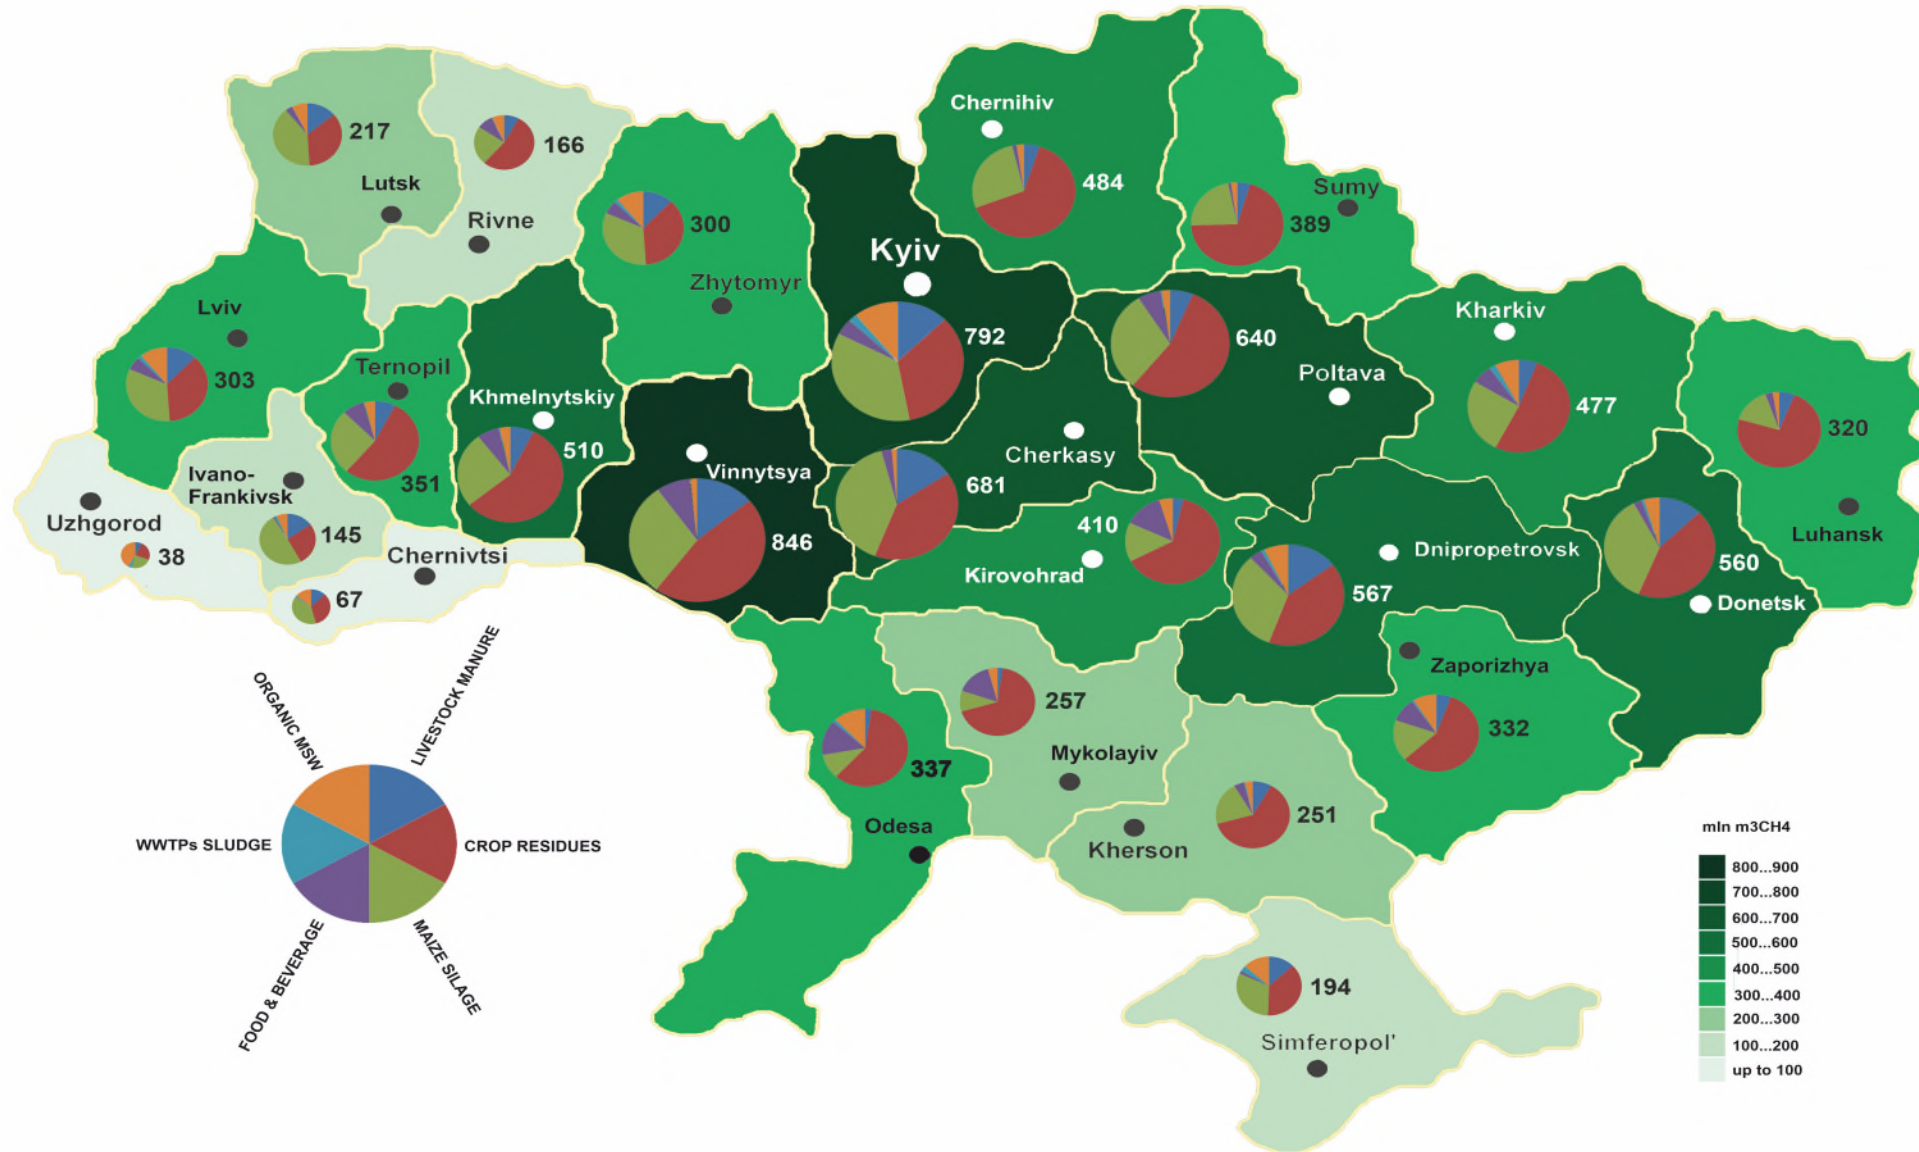 Chernihiv
484
217
Lutsk
166
Rivne
300
Zhytomyr
Sumy
389
Kyiv
792
640
Poltava
Kharkiv
477
320
Luhansk
Lviv
303
Ternopil
351
Khmelnytskiy
510
Vinnytsya
846
Cherkasy
681
410
Kirovohrad
Dnipropetrovsk
567
560
Donetsk
Ivano-
Frankivsk
145
Uzhgorod
38
Chernivtsi
67
Zaporizhya
332
257
Mykolayiv
337
Odesa
251
Kherson
194
Simferopol'
ORGANIC MSW
LIVESTOCK MANURE
WWTPs SLUDGE
CROP RESIDUES
FOOD & BEVERAGE
MAIZE SILAGE
mln m3CH4
800...900
700...800
600...700
500...600
400...500
300...400
200...300
100...200
up to 100